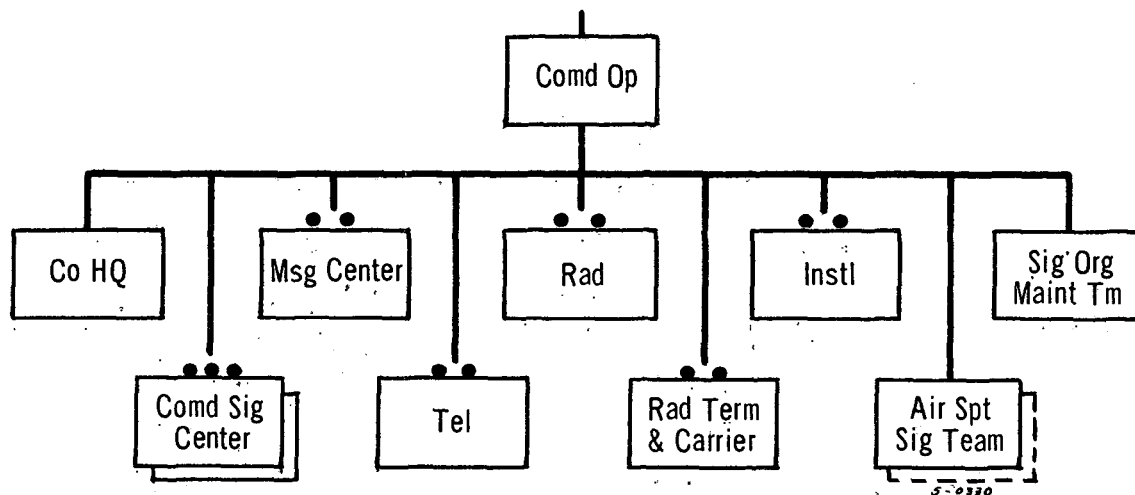 Comd Op
Co HQ
Msg Center
Rad
Instl
Sig Org
Maint Tm
Comd Sig
Center
Tel
Rad Term
& Carrier
Air Spt
Sig Team
5-0330